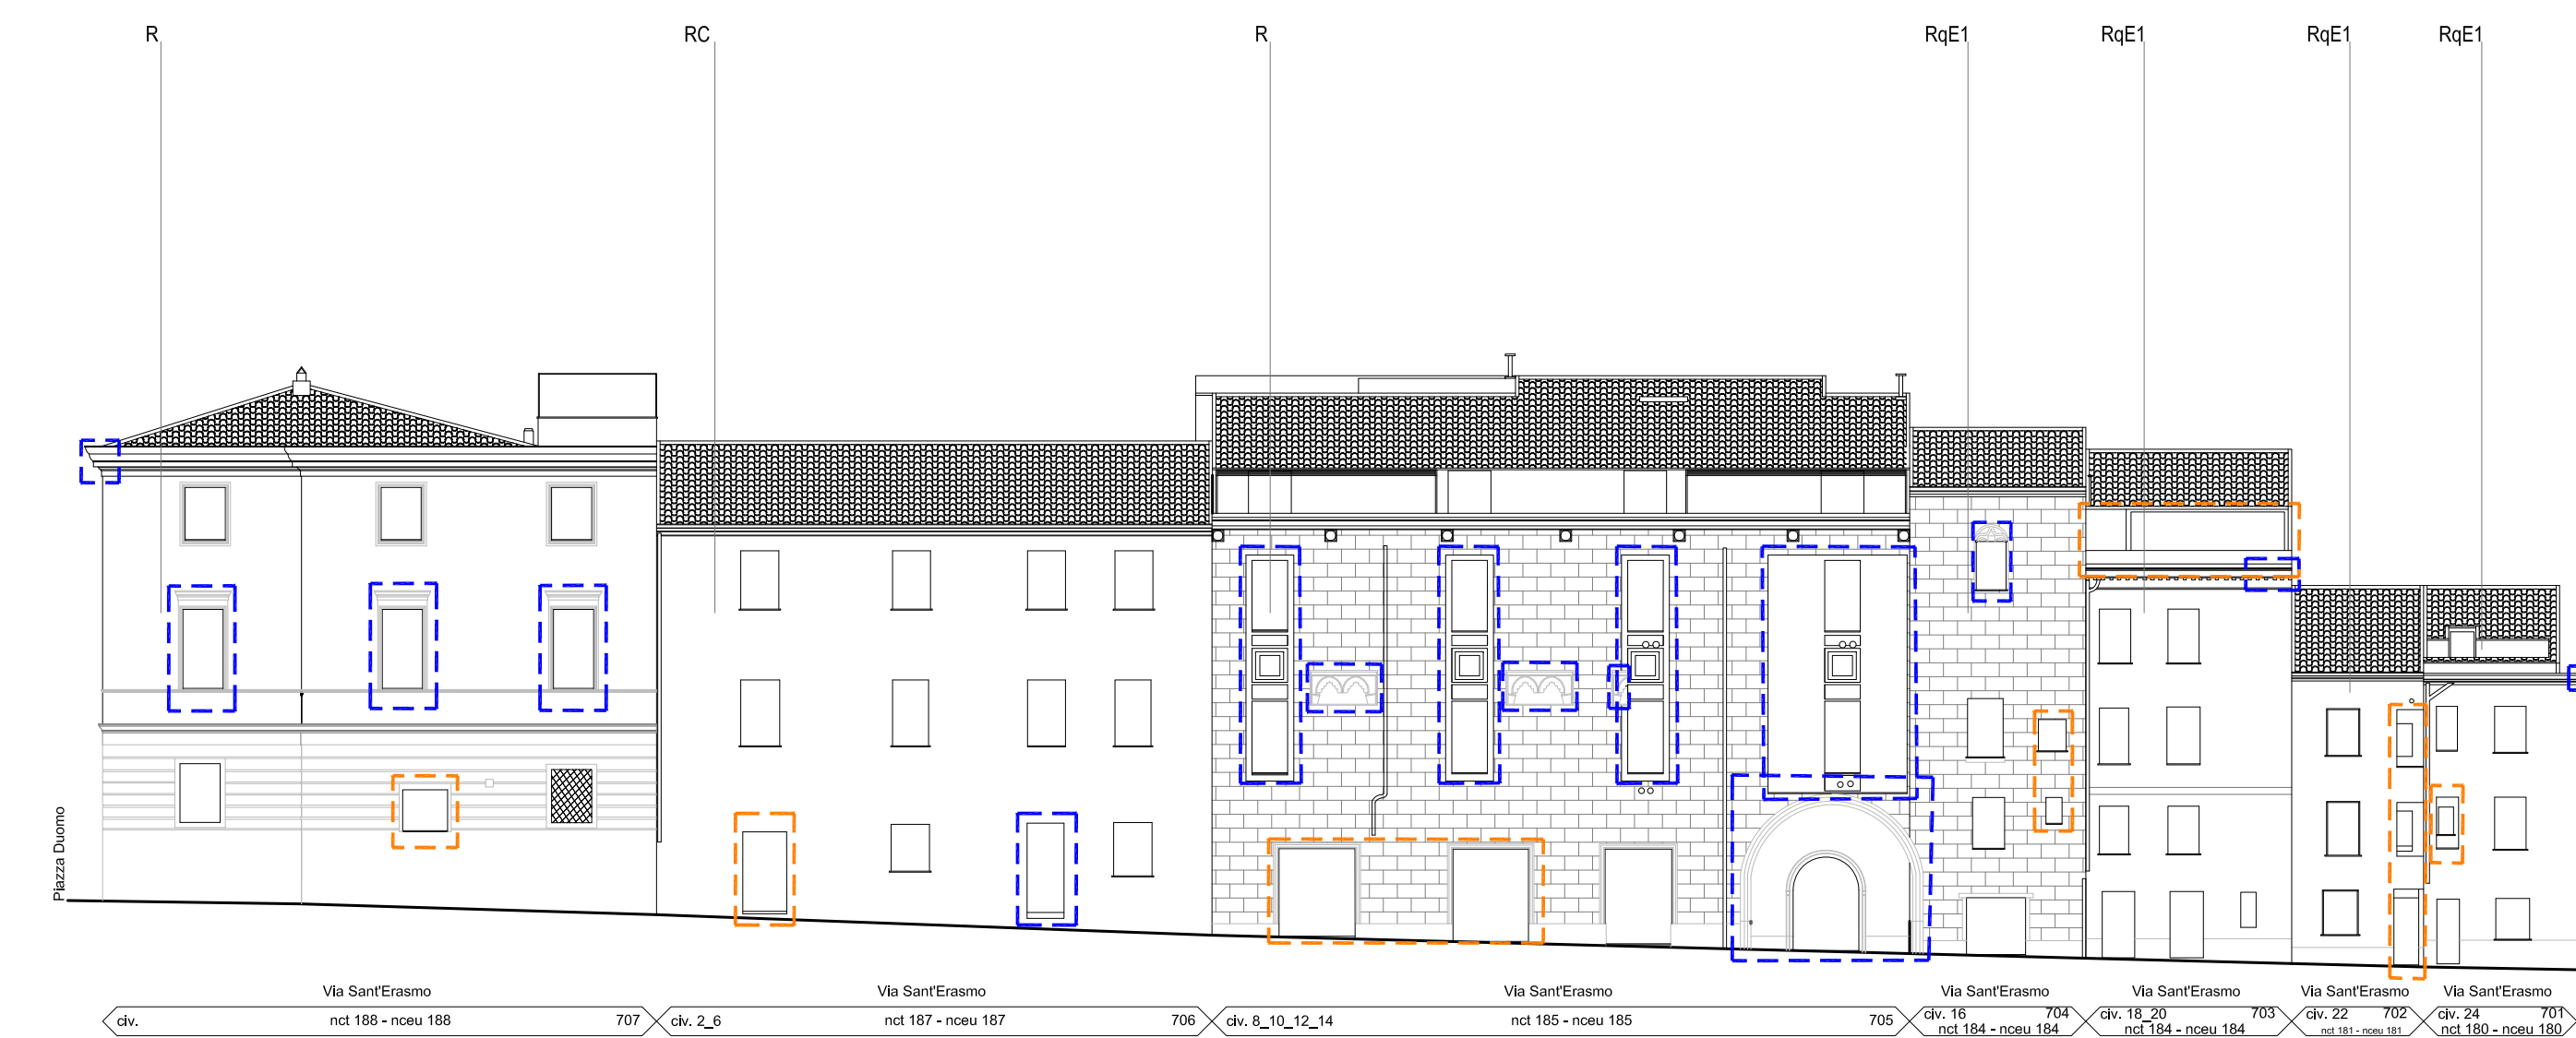 R
RC
R
RqE1
RqE1
RqE1
RqE1
Piazza Duomo
Via Sant'Erasmo
civ. nct 188 - nceu 188 707
Via Sant'Erasmo
civ. 2_6 nct 187 - nceu 187 706
Via Sant'Erasmo
civ. 8_10_12_14 nct 185 - nceu 185 705
Via Sant'Erasmo
civ. 16 704
nct 184 - nceu 184
Via Sant'Erasmo
civ. 18_20 703
nct 184 - nceu 184
Via Sant'Erasmo
civ. 22 702
nct 181 - nceu 181
Via Sant'Erasmo
civ. 24 701
nct 180 - nceu 180